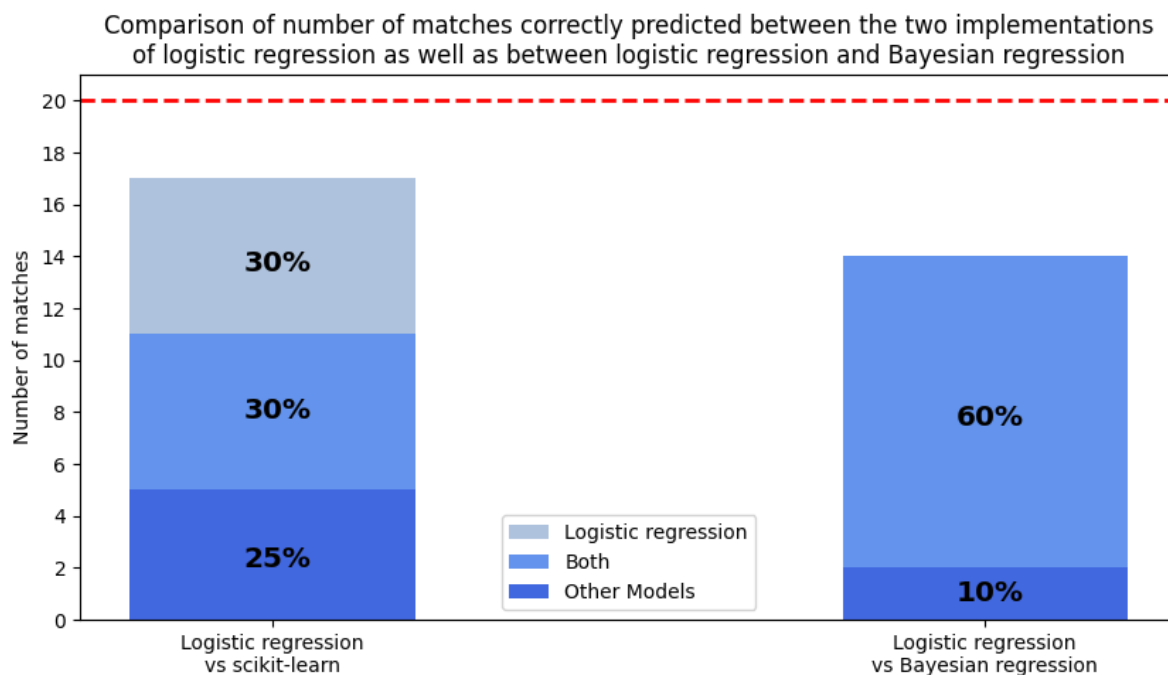 Comparison of number of matches correctly predicted between the two implementations
of logistic regression as well as between logistic regression and Bayesian regression
Number of matches
20
18
16
14
12
10
8
6
4
2
0
30%
30%
25%
60%
10%
Logistic regression
Both
Other Models
Logistic regression
vs scikit-learn
Logistic regression
vs Bayesian regression